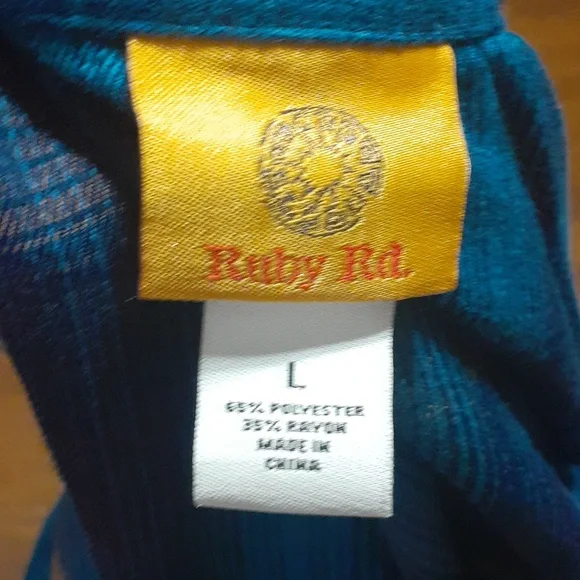 Ruby Rd.
L
65% POLYESTER
35% RAYON
MADE IN
CHINA